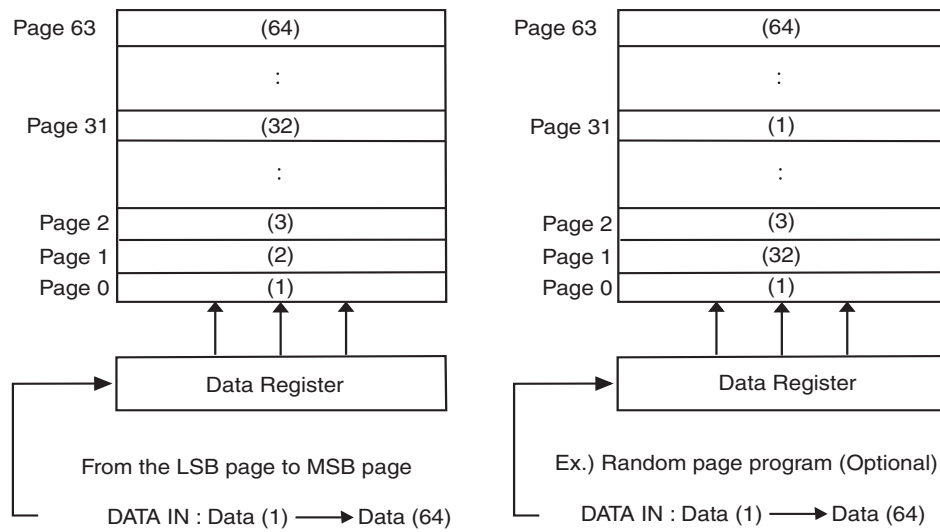 Page 63 (64)
:
Page 31 (32)
:
Page 2 (3)
Page 1 (2)
Page 0 (1)
Data Register
From the LSB page to MSB page
DATA IN : Data (1) → Data (64)
Page 63 (64)
:
Page 31 (1)
:
Page 2 (3)
Page 1 (32)
Page 0 (1)
Data Register
Ex.) Random page program (Optional)
DATA IN : Data (1) → Data (64)